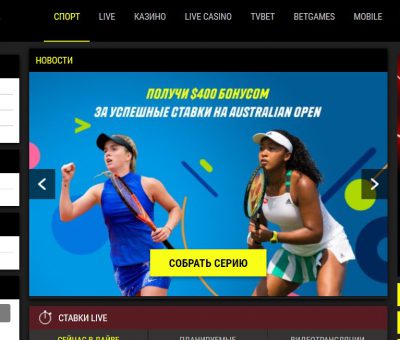 СПОРТ LIVE КАЗИНО LIVE CASINO TVBET BETGAMES MOBILE
НОВОСТИ
ПОЛУЧИ $400 БОНУСОМ
ЗА УСПЕШНЫЕ СТАВКИ НА AUSTRALIAN OPEN
СОБРАТЬ СЕРИЮ
СТАВКИ LIVE
СЕЙЧАС В ЛАЙВЕ ПЛАНИРУЕМЫЕ ВИДЕОТРАНСЛЯЦИИ